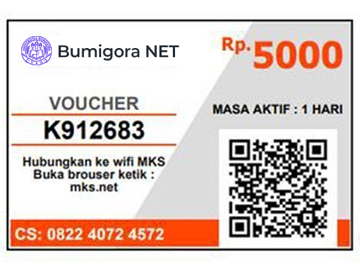 Bumigora NET
Rp.5000
VOUCHER
K912683
MASA AKTIF : 1 HARI
Hubungkan ke wifi MKS
Buka brouser ketik :
mks.net
CS: 0822 4072 4572